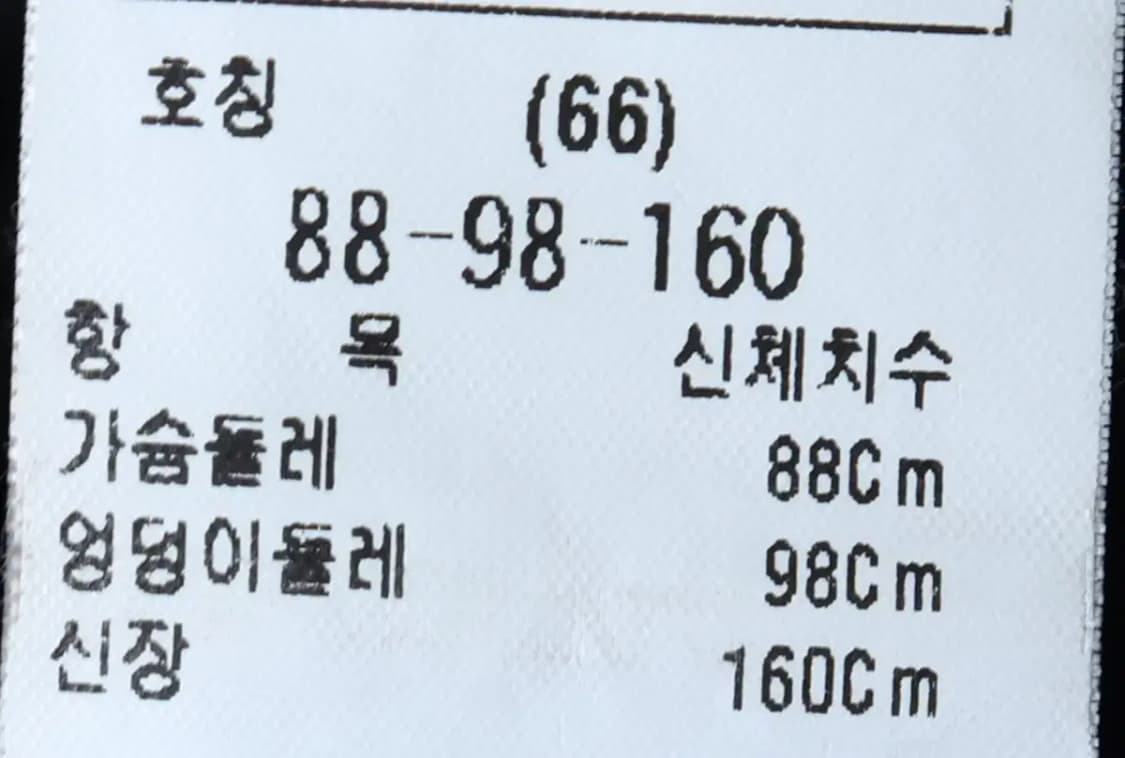 호칭 (66)
88-98-160
항 목 신체치수
가슴둘레 88Cm
엉덩이둘레 98Cm
신장 160Cm